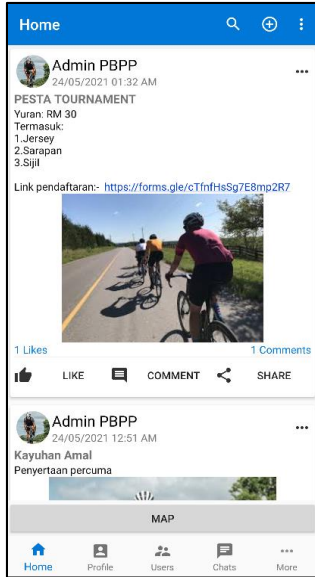 Home
Admin PBPP
24/05/2021 01:32 AM
PESTA TOURNAMENT
Yuran: RM 30
Termasuk:
1.Jersey
2.Sarapan
3.Sijil
Link pendaftaran:- https://forms.gle/cTfnfHsSg7E8mp2R7
1 Likes 1 Comments
LIKE COMMENT SHARE
Admin PBPP
24/05/2021 12:51 AM
Kayuhan Amal
Penyertaan percuma
MAP
Home Profile Users Chats More